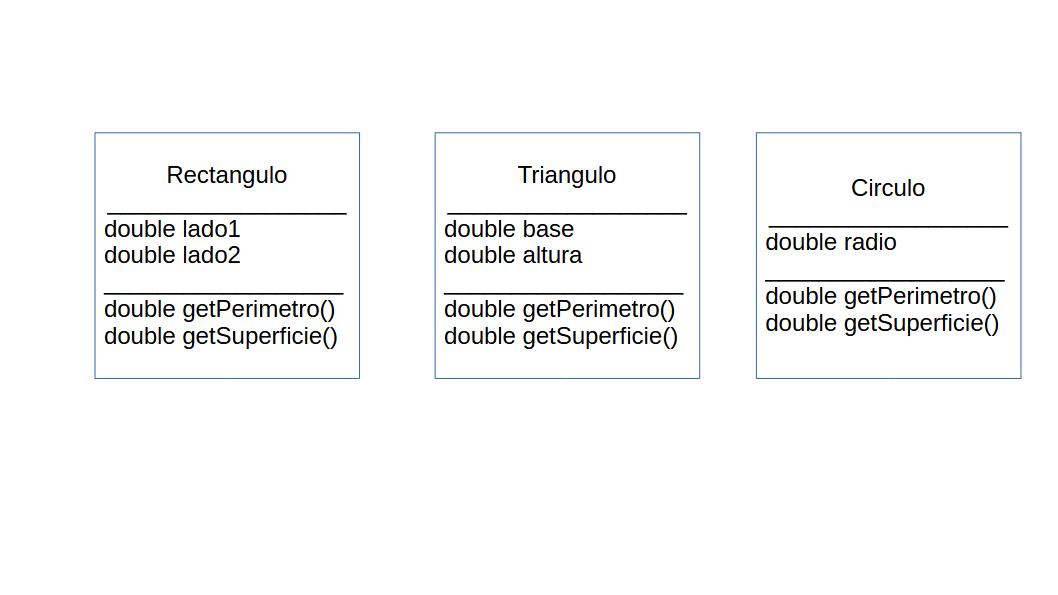 Rectangulo
double lado1
double lado2
double getPerimetro()
double getSuperficie()
Triangulo
double base
double altura
double getPerimetro()
double getSuperficie()
Circulo
double radio
double getPerimetro()
double getSuperficie()